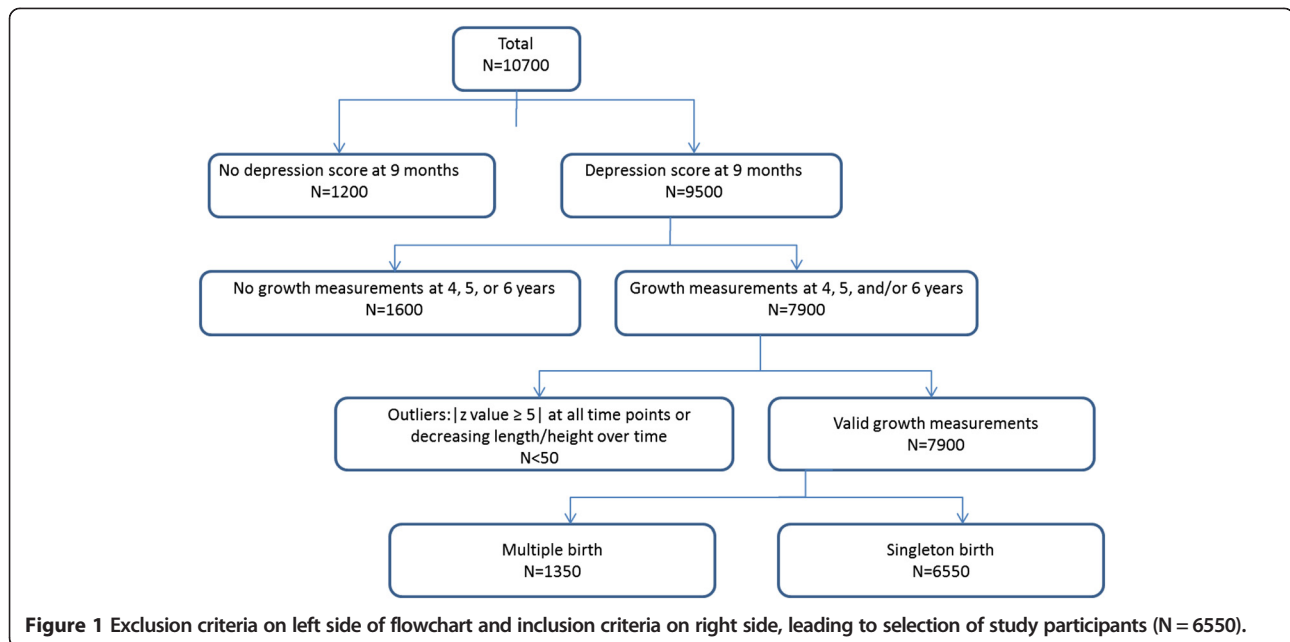 Total
N=10700
No depression score at 9 months
N=1200
Depression score at 9 months
N=9500
No growth measurements at 4, 5, or 6 years
N=1600
Growth measurements at 4, 5, and/or 6 years
N=7900
Outliers:|z value ≥ 5| at all time points or
decreasing length/height over time
N<50
Valid growth measurements
N=7900
Multiple birth
N=1350
Singleton birth
N=6550
Figure 1 Exclusion criteria on left side of flowchart and inclusion criteria on right side, leading to selection of study participants (N = 6550).